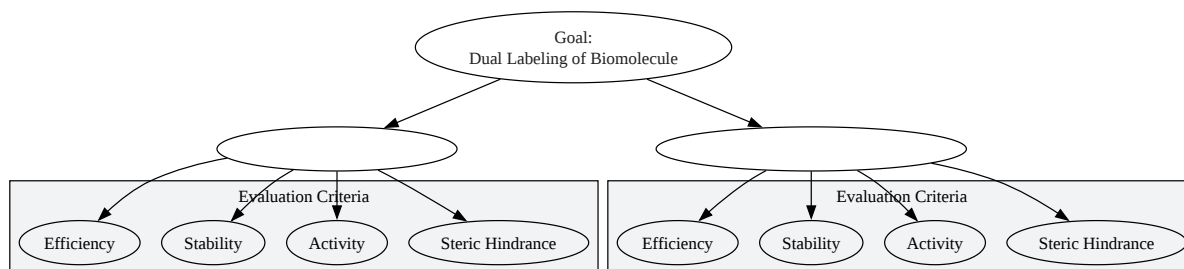 Goal:
Dual Labeling of Biomolecule
Evaluation Criteria
Efficiency
Stability
Activity
Steric Hindrance
Evaluation Criteria
Efficiency
Stability
Activity
Steric Hindrance